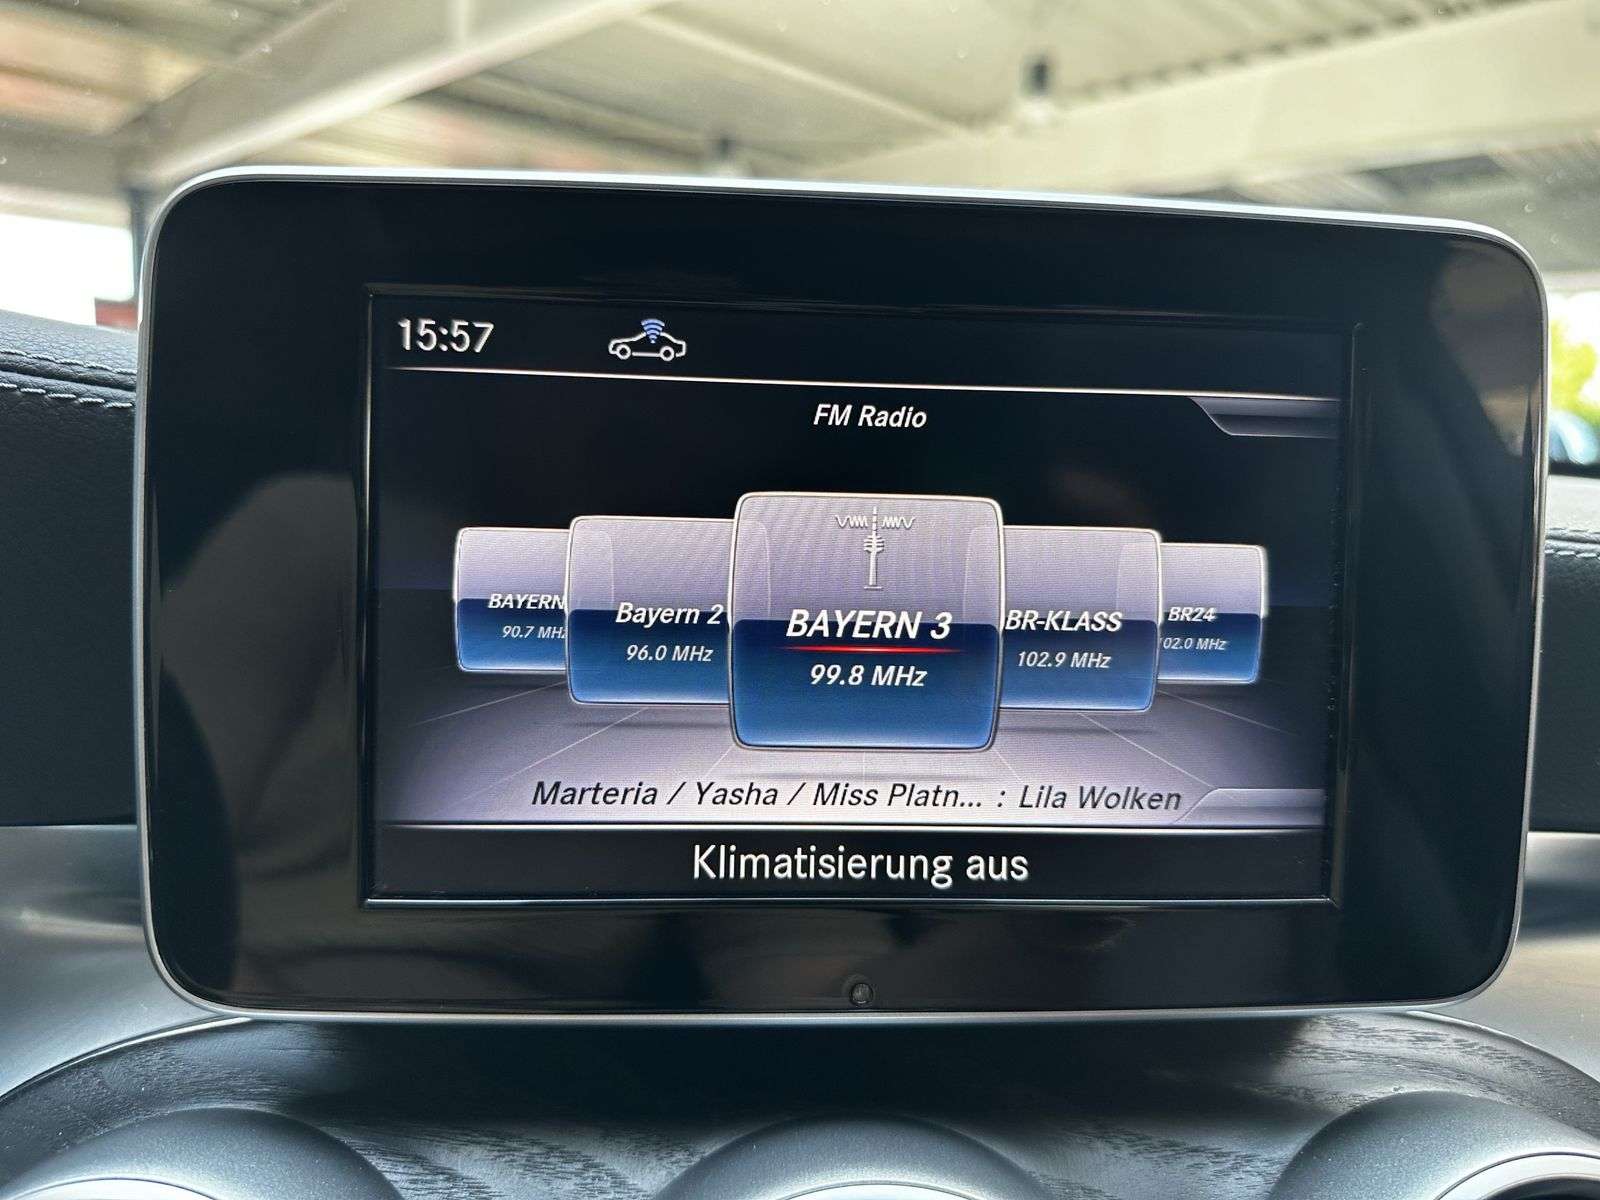 15:57
FM Radio
BAYERN
90.7 MHz
Bayern 2
96.0 MHz
BAYERN 3
99.8 MHz
BR-KLASS
102.9 MHz
BR24
02.0 MHz
Marteria / Yasha / Miss Platn... : Lila Wolken
Klimatisierung aus